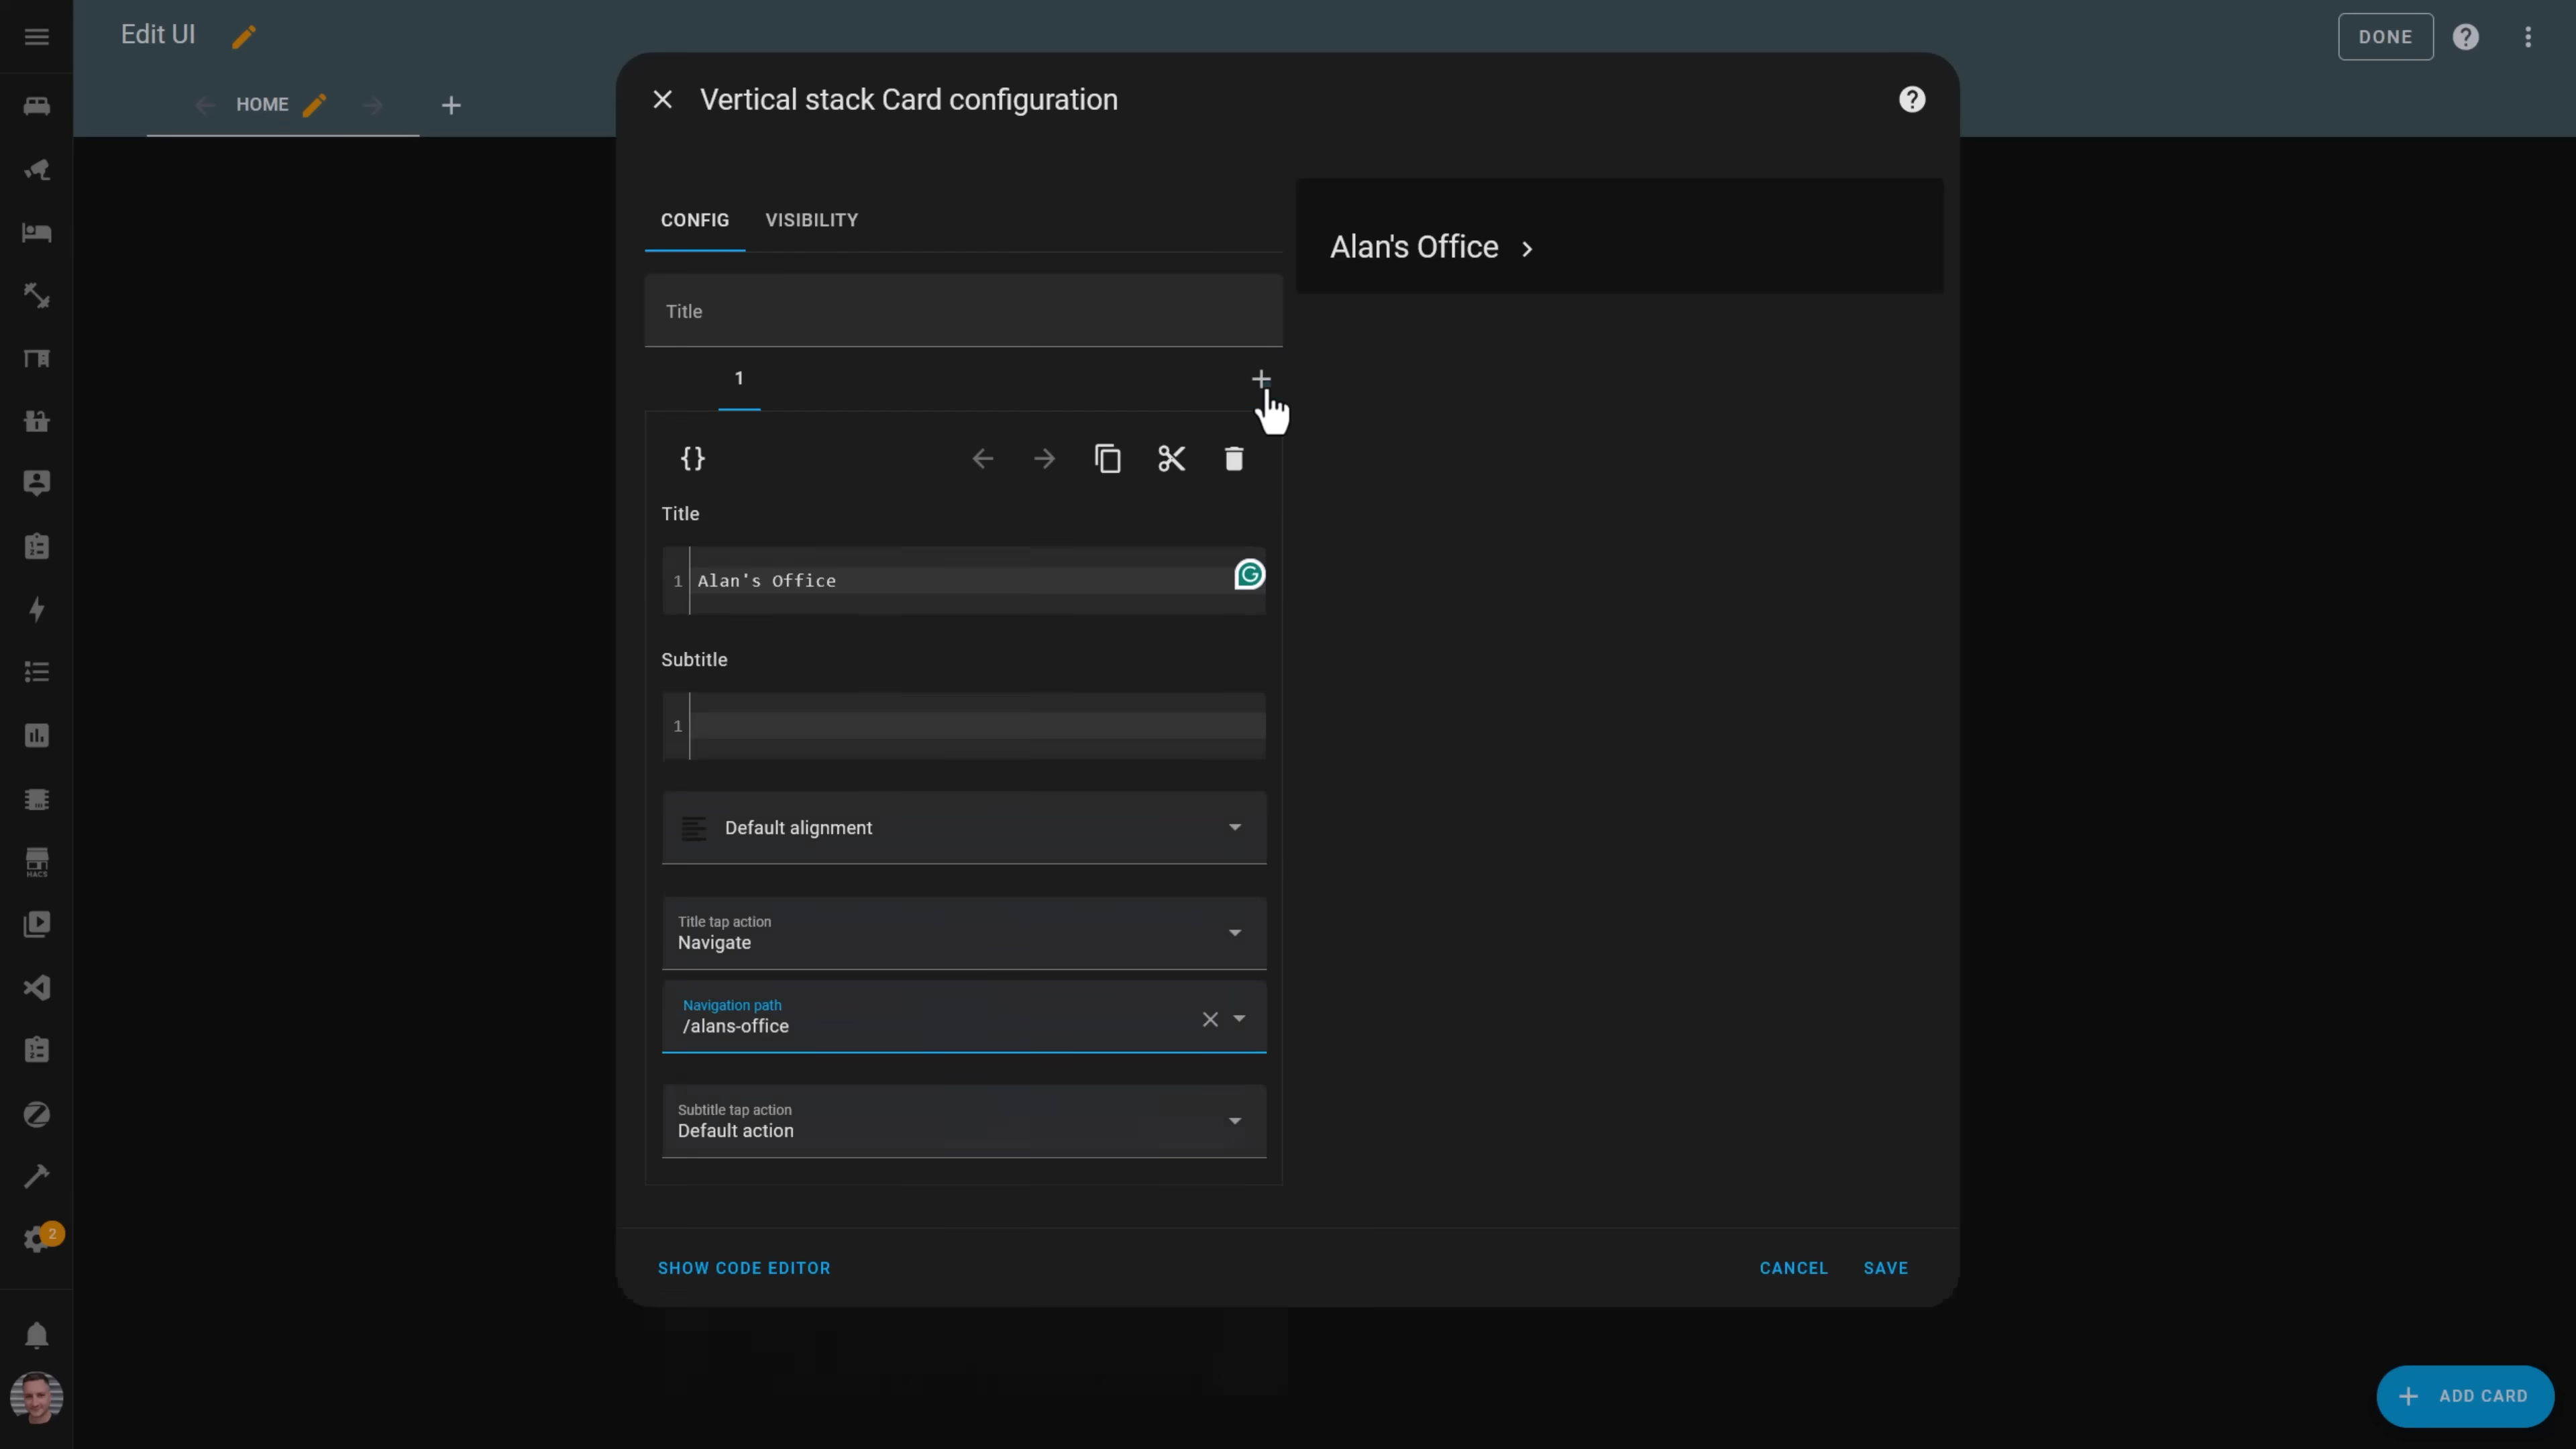 Edit UI
DONE
HOME
Vertical stack Card configuration
CONFIG VISIBILITY
Alan's Office
Title
1
{}
Title
1 Alan's Office
Subtitle
1
Default alignment
Title tap action
Navigate
Navigation path
/alans-office
Subtitle tap action
Default action
HACS
2
SHOW CODE EDITOR
CANCEL SAVE
ADD CARD